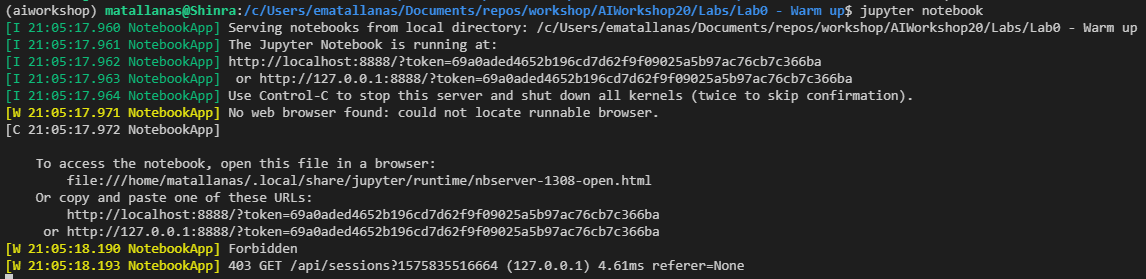 (aiworkshop) matallanas@Shinra:/c/Users/ematallanas/Documents/repos/workshop/AIWorkshop20/Labs/Lab0 - Warm up$ jupyter notebook
[I 21:05:17.960 NotebookApp] Serving notebooks from local directory: /c/Users/ematallanas/Documents/repos/workshop/AIWorkshop20/Labs/Lab0 - Warm up
[I 21:05:17.961 NotebookApp] The Jupyter Notebook is running at:
[I 21:05:17.962 NotebookApp] http://localhost:8888/?token=69a0aded4652b196cd7d62f9f09025a5b97ac76cb7c366ba
[I 21:05:17.963 NotebookApp]  or http://127.0.0.1:8888/?token=69a0aded4652b196cd7d62f9f09025a5b97ac76cb7c366ba
[I 21:05:17.964 NotebookApp] Use Control-C to stop this server and shut down all kernels (twice to skip confirmation).
[W 21:05:17.971 NotebookApp] No web browser found: could not locate runnable browser.
[C 21:05:17.972 NotebookApp]
To access the notebook, open this file in a browser:
file:///home/matallanas/.local/share/jupyter/runtime/nbserver-1308-open.html
Or copy and paste one of these URLs:
http://localhost:8888/?token=69a0aded4652b196cd7d62f9f09025a5b97ac76cb7c366ba
or http://127.0.0.1:8888/?token=69a0aded4652b196cd7d62f9f09025a5b97ac76cb7c366ba
[W 21:05:18.190 NotebookApp] Forbidden
[W 21:05:18.193 NotebookApp] 403 GET /api/sessions?1575835516664 (127.0.0.1) 4.61ms referer=None